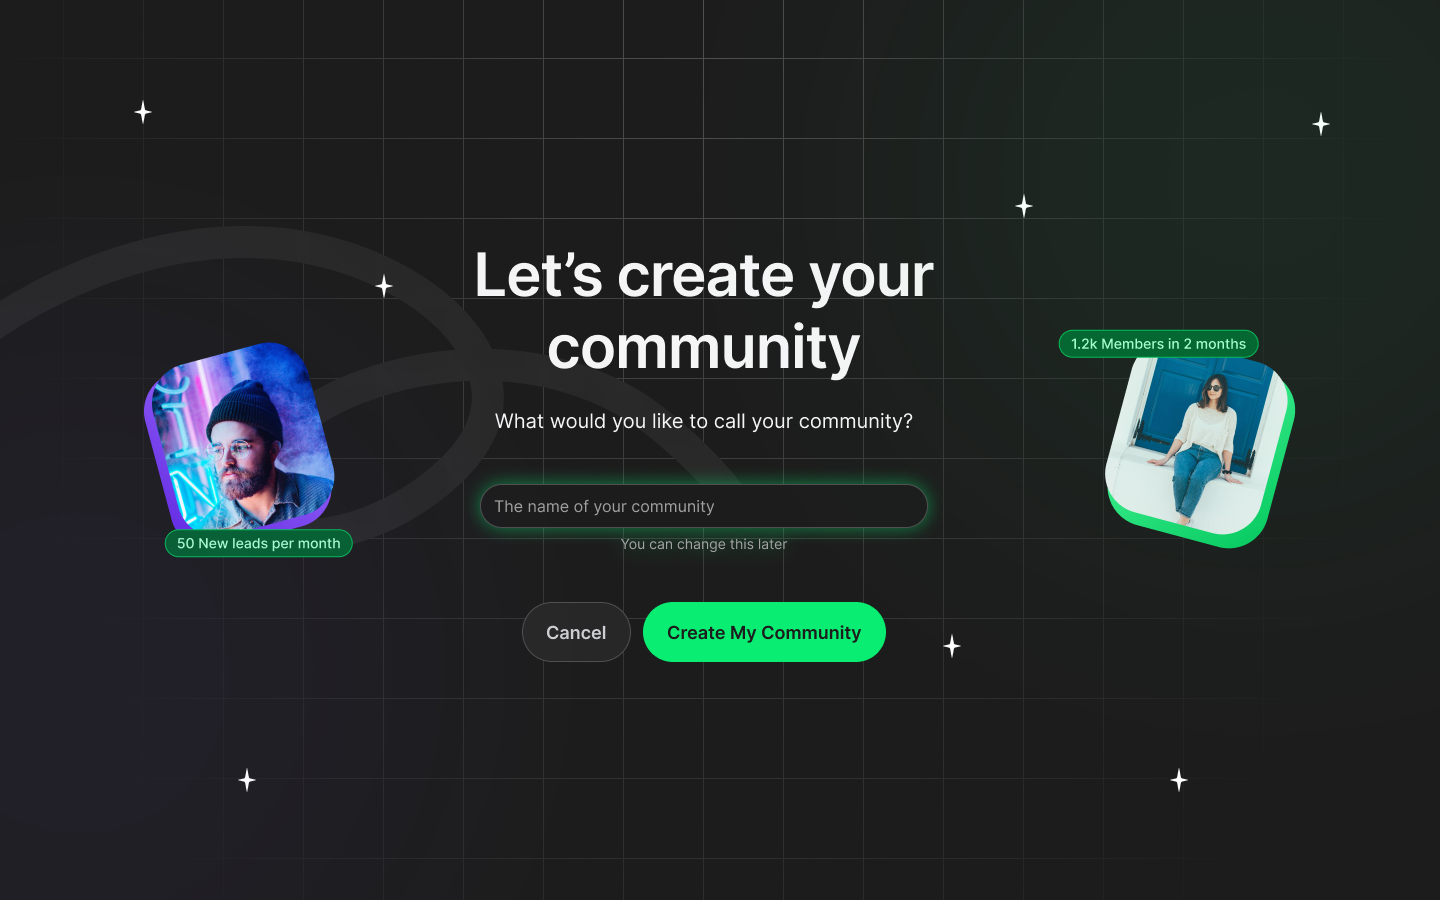 Let’s create your
community
What would you like to call your community?
The name of your community
You can change this later
Cancel
Create My Community
50 New leads per month
1.2k Members in 2 months